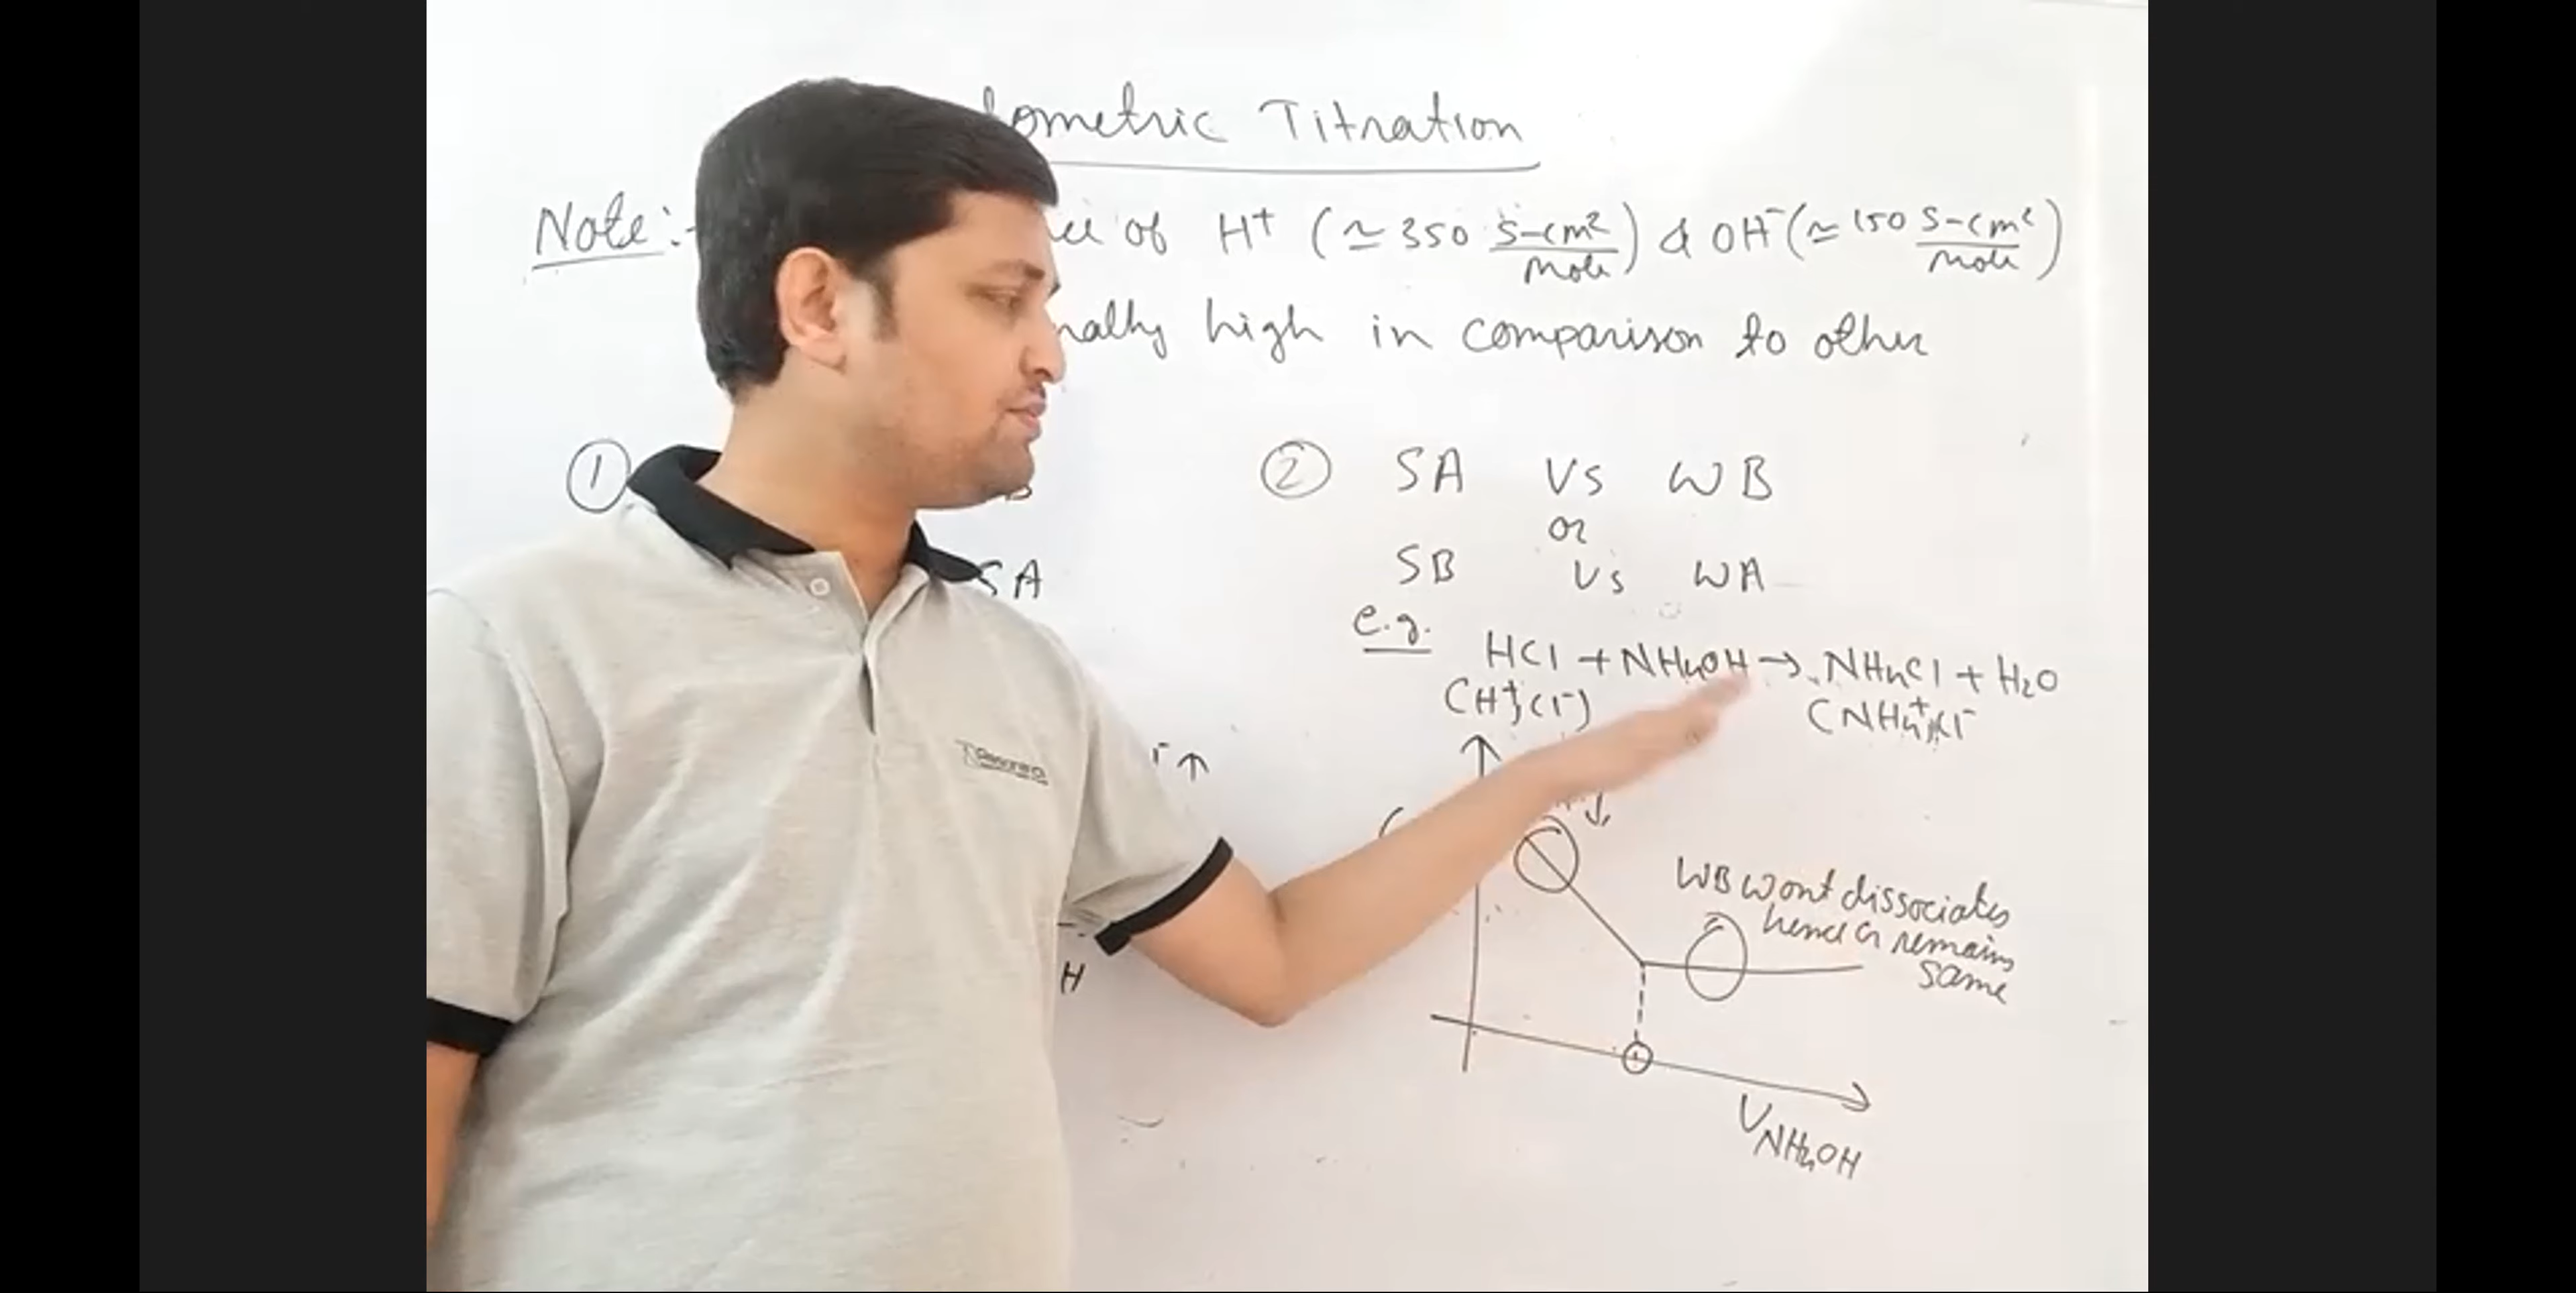 ometric Titration
Note:- of H⁺ (≃350 S-cm²/mole) & OH⁻(≃150 S-cm²/mole)
nally high in comparison to other
①
② SA Vs WB
or
SA
SB Vs WA
e.g.
HCl + NH₄OH → NH₄Cl + H₂O
(H⁺,Cl⁻) (NH₄⁺,Cl⁻
↑
↓
WB wont dissociates
hence G remains
same
H
V NH₄OH